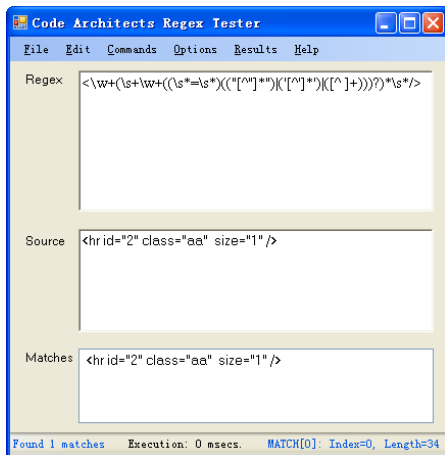 Code Architects Regex Tester
File Edit Commands Options Results Help
Regex
<\w+(\s+\w+((\s*=\s*)(("[^"]*")|('[^']*')|([^ ]+)))?)*\s*/>
Source
<hr id="2" class="aa"  size="1" />
Matches
<hr id="2" class="aa"  size="1" />
Found 1 matches Execution: 0 msecs. MATCH[0]: Index=0, Length=34